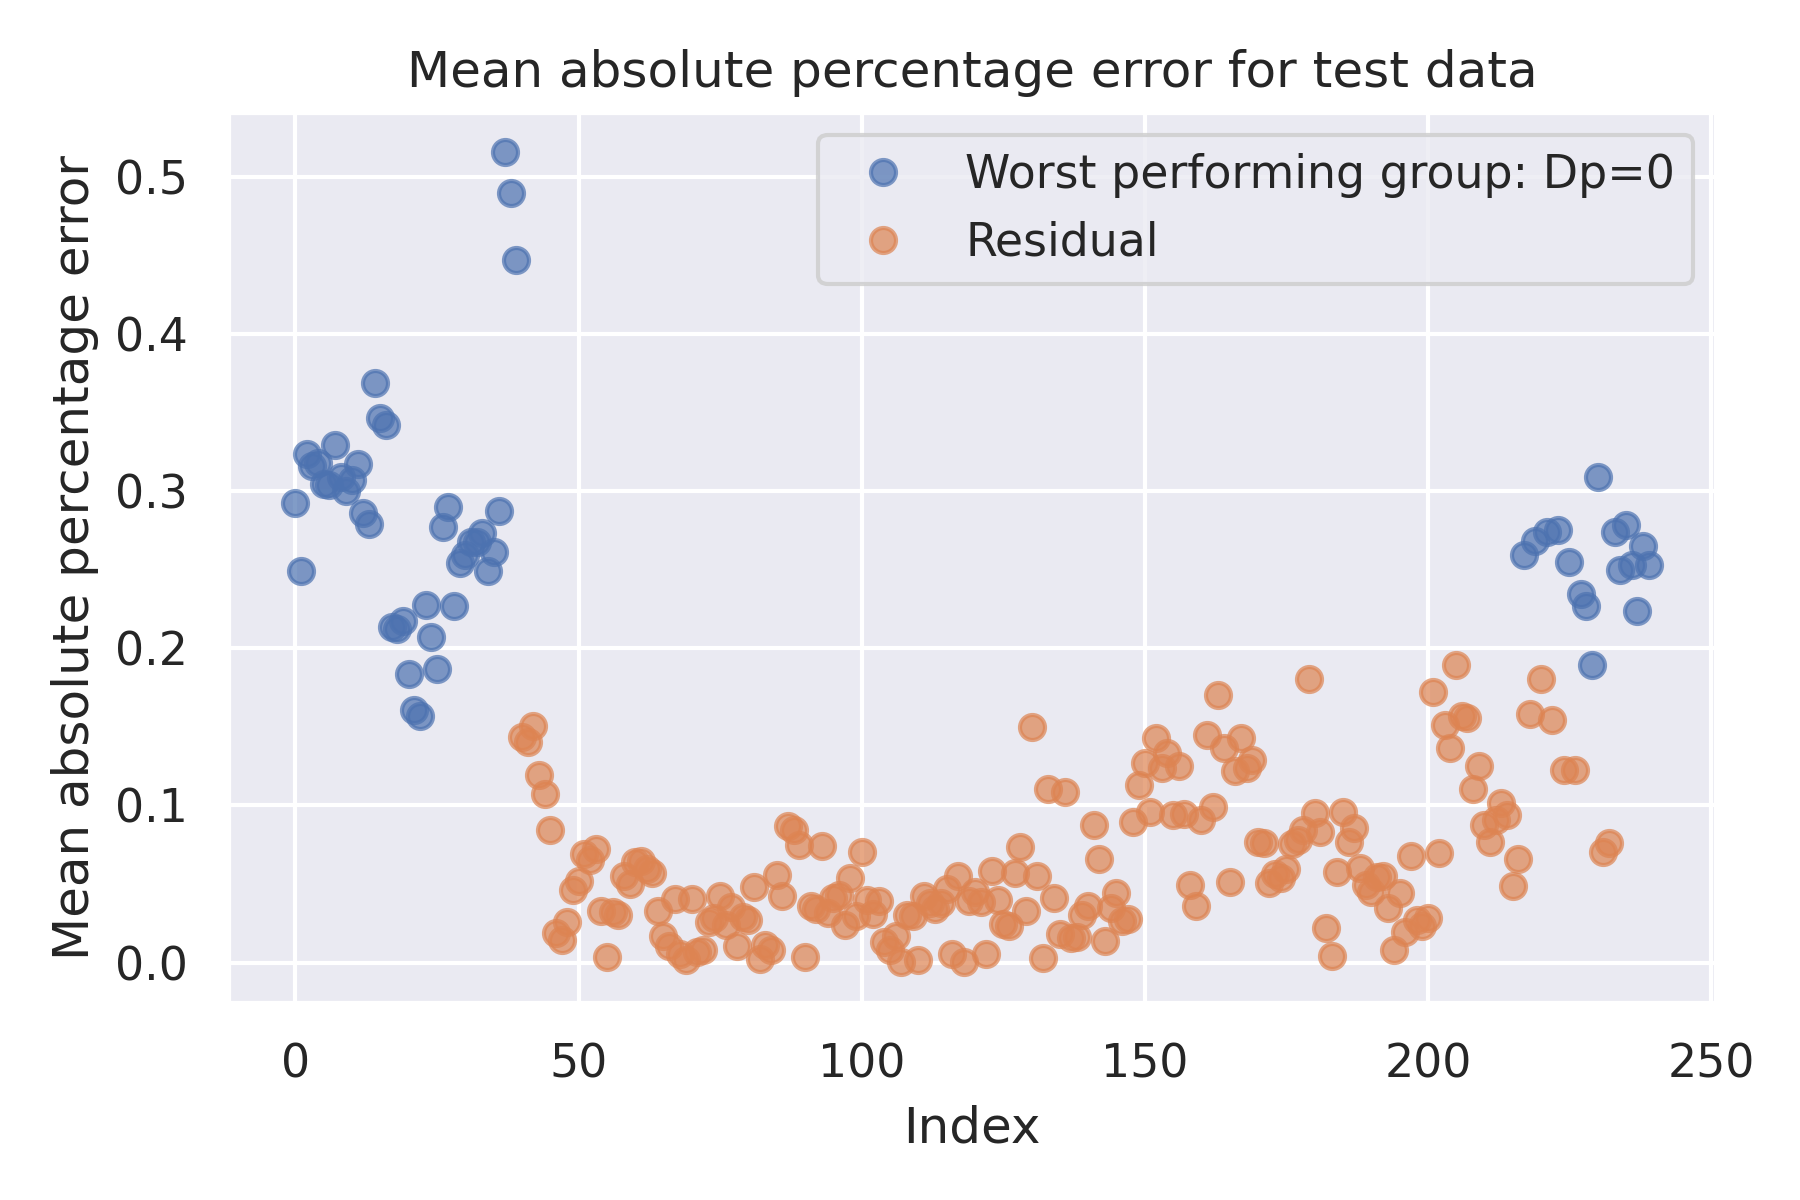 Mean absolute percentage error for test data
Mean absolute percentage error
0.5
0.4
0.3
0.2
0.1
0.0
Worst performing group: Dp=0
Residual
0 50 100 150 200 250
Index